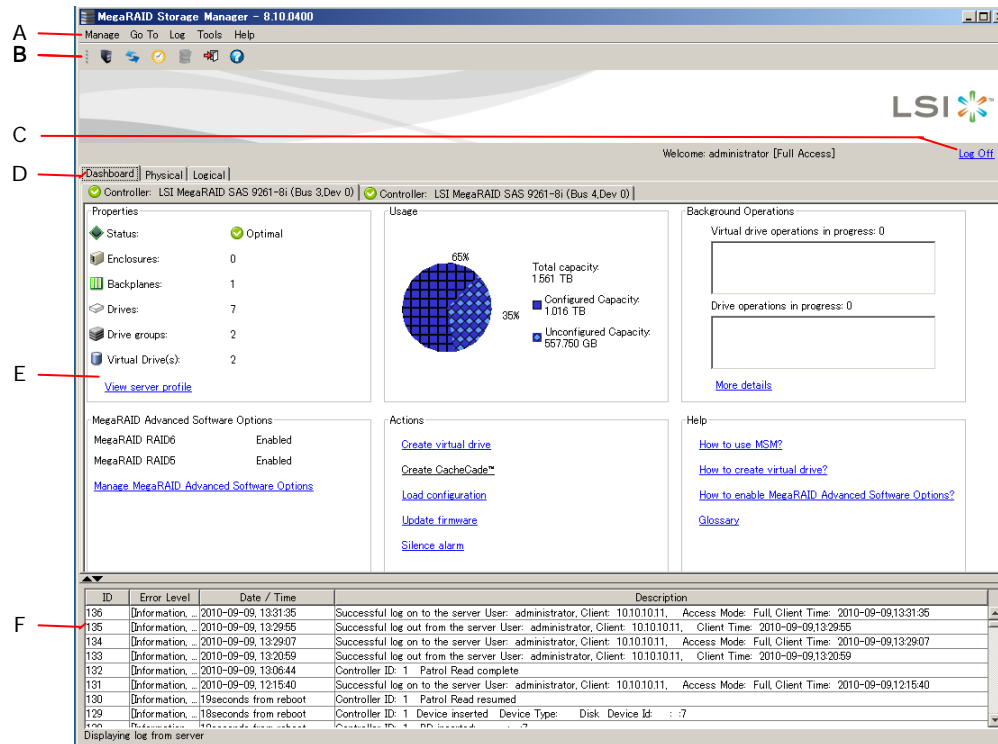 MegaRAID Storage Manager - 8.10.0400
A
Manage Go To Log Tools Help
B
LSI
C
Welcome: administrator [Full Access] Log Off
D
Dashboard Physical Logical
Controller: LSI MegaRAID SAS 9261-8i (Bus 3,Dev 0) Controller: LSI MegaRAID SAS 9261-8i (Bus 4,Dev 0)
Properties
Status: Optimal
Enclosures: 0
Backplanes: 1
Drives: 7
Drive groups: 2
Virtual Drive(s): 2
E
View server profile
Usage
65%
35%
Total capacity:
1.561 TB
Configured Capacity:
1.016 TB
Unconfigured Capacity:
557.750 GB
Background Operations
Virtual drive operations in progress: 0
Drive operations in progress: 0
More details
MegaRAID Advanced Software Options
MegaRAID RAID6 Enabled
MegaRAID RAID5 Enabled
Manage MegaRAID Advanced Software Options
Actions
Create virtual drive
Create CacheCade™
Load configuration
Update firmware
Silence alarm
Help
How to use MSM?
How to create virtual drive?
How to enable MegaRAID Advanced Software Options?
Glossary
F
ID Error Level Date / Time Description
136 [Information, ... 2010-09-09, 13:31:35 Successful log on to the server User: administrator, Client: 10.10.10.11, Access Mode: Full, Client Time: 2010-09-09,13:31:35
135 [Information, ... 2010-09-09, 13:29:55 Successful log out from the server User: administrator, Client: 10.10.10.11, Client Time: 2010-09-09,13:29:55
134 [Information, ... 2010-09-09, 13:29:07 Successful log on to the server User: administrator, Client: 10.10.10.11, Access Mode: Full, Client Time: 2010-09-09,13:29:07
133 [Information, ... 2010-09-09, 13:20:59 Successful log out from the server User: administrator, Client: 10.10.10.11, Client Time: 2010-09-09,13:20:59
132 [Information, ... 2010-09-09, 13:06:44 Controller ID: 1 Patrol Read complete
131 [Information, ... 2010-09-09, 12:15:40 Successful log on to the server User: administrator, Client: 10.10.10.11, Access Mode: Full, Client Time: 2010-09-09,12:15:40
130 [Information, ... 19seconds from reboot Controller ID: 1 Patrol Read resumed
129 [Information, ... 18seconds from reboot Controller ID: 1 Device inserted Device Type: Disk Device Id: : :7
Displaying log from server